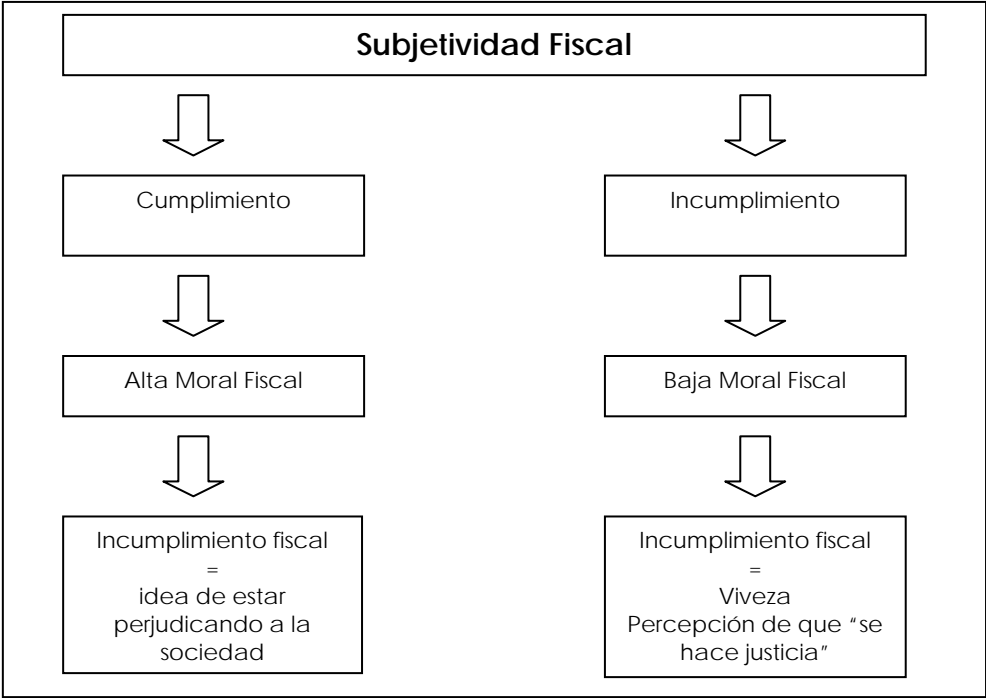 Subjetividad Fiscal
Cumplimiento
Incumplimiento
Alta Moral Fiscal
Baja Moral Fiscal
Incumplimiento fiscal
=
idea de estar
perjudicando a la
sociedad
Incumplimiento fiscal
=
Viveza
Percepción de que “se
hace justicia”